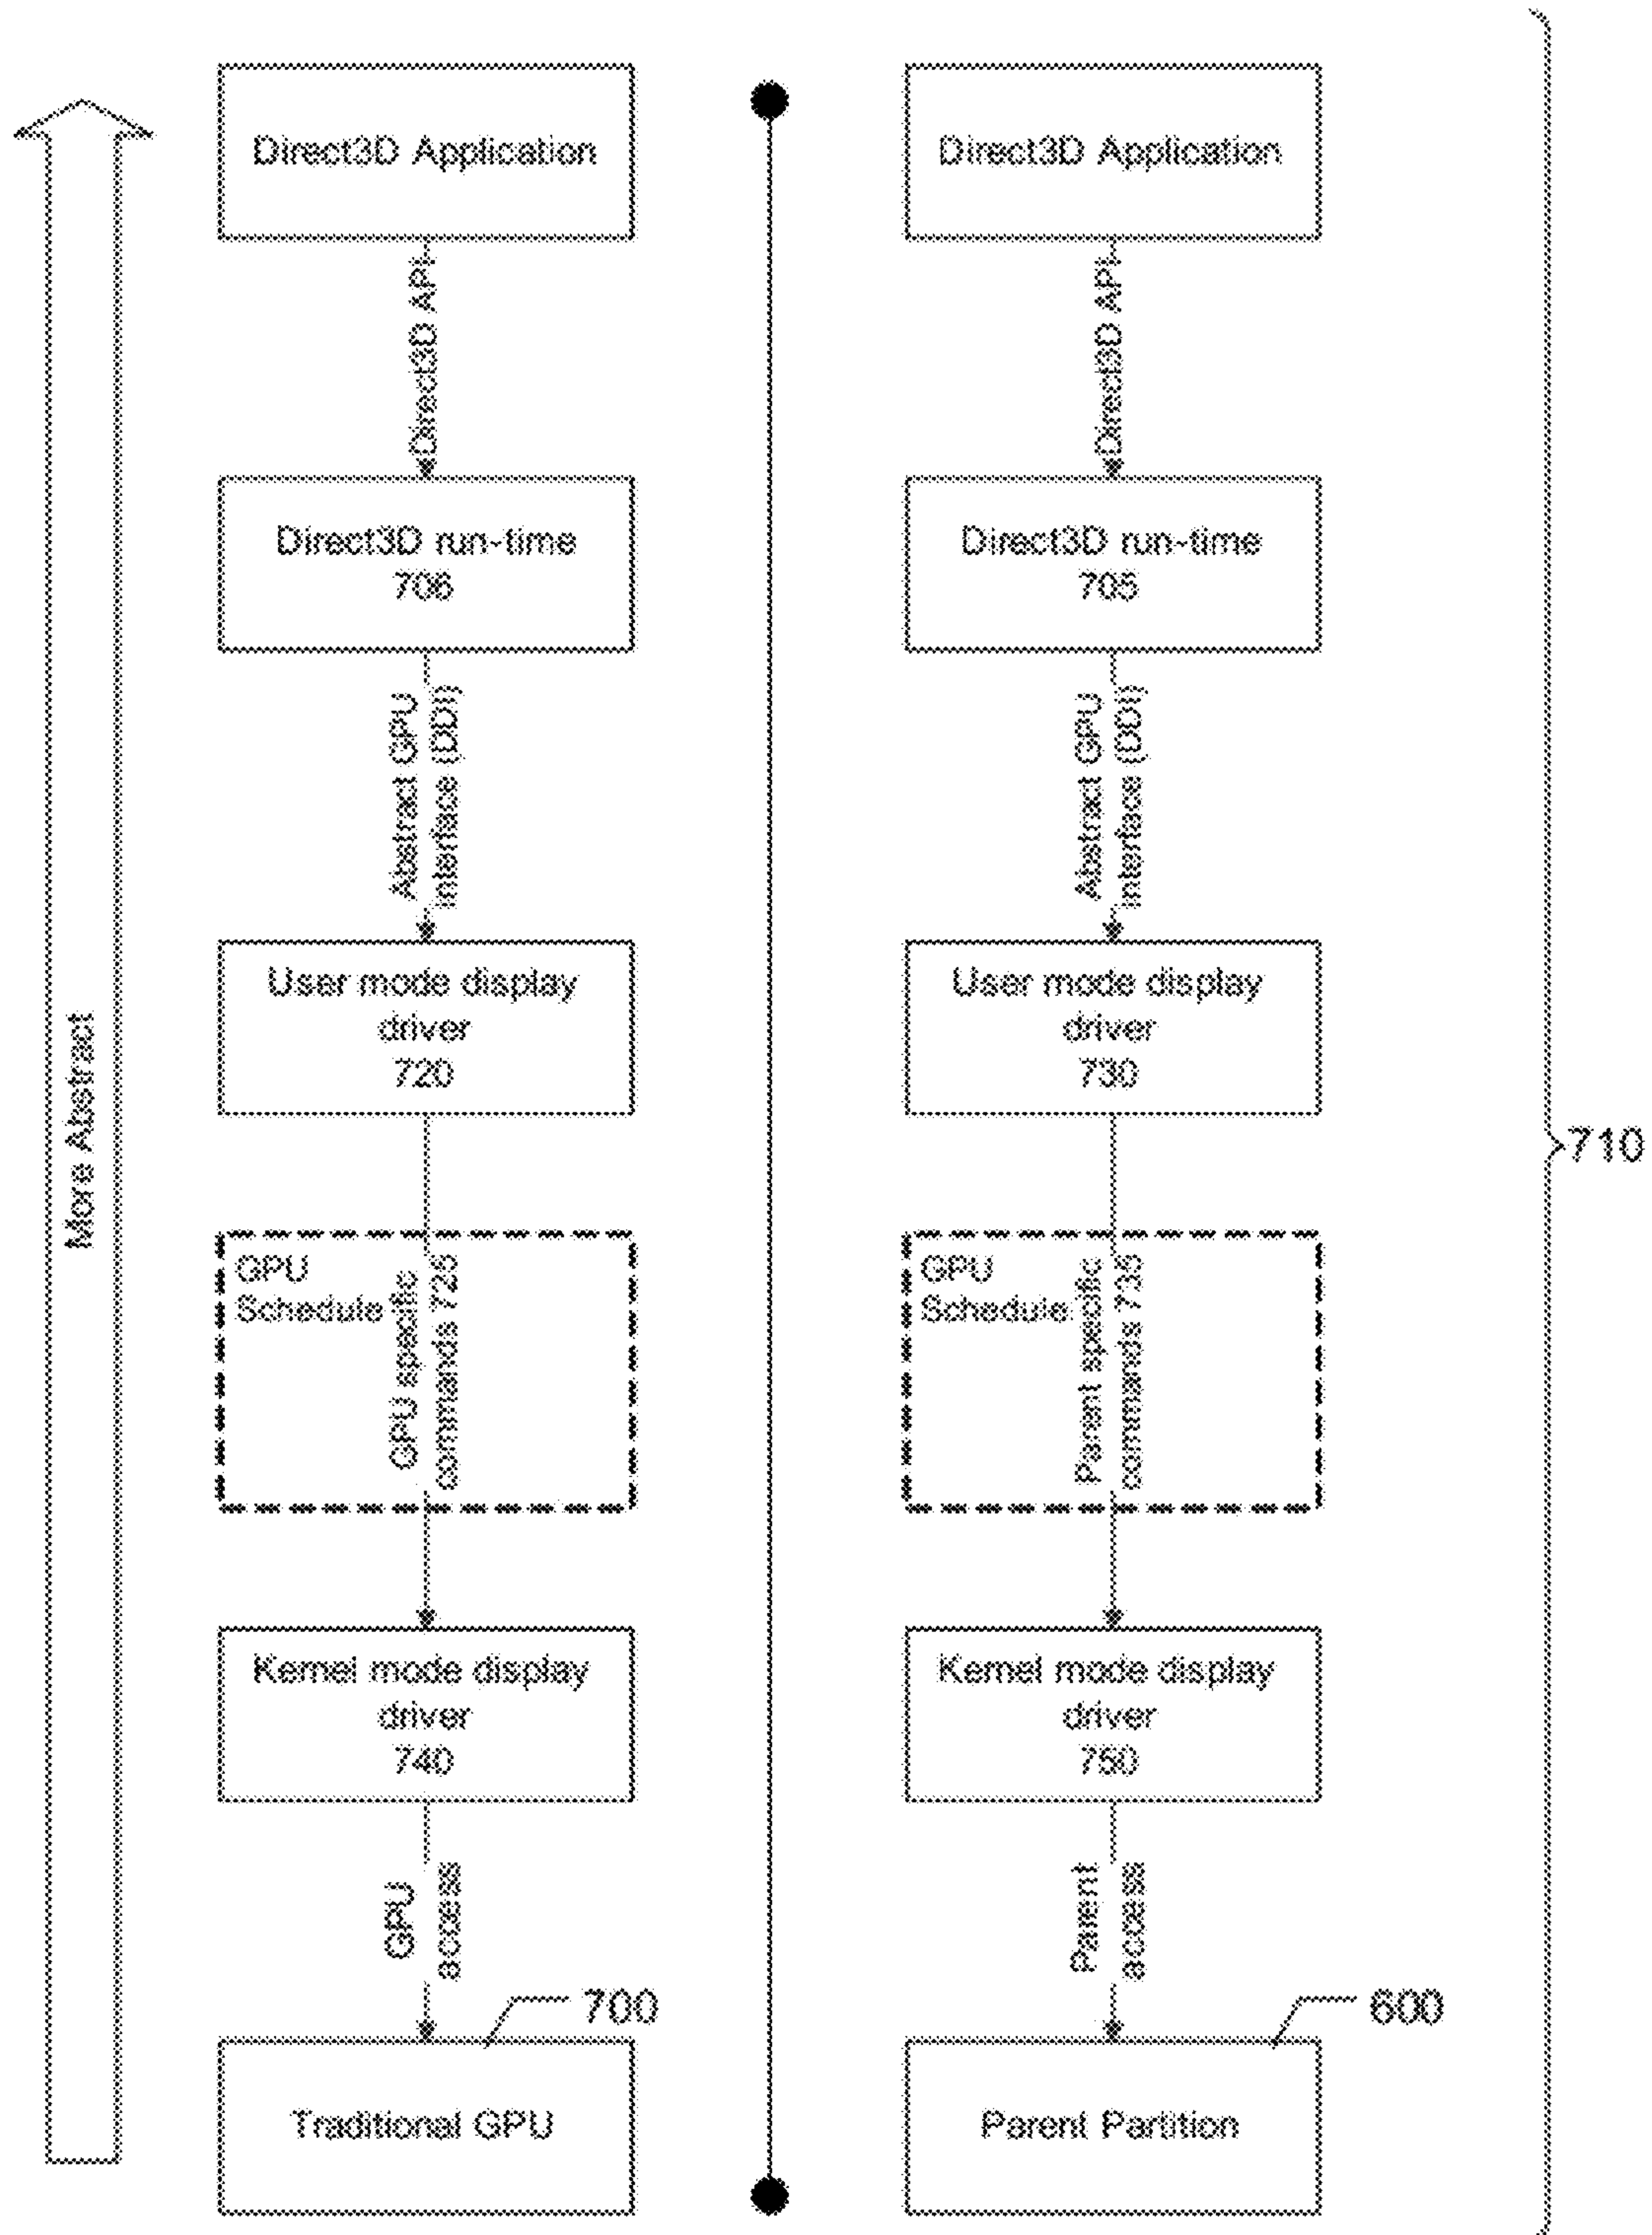 More Abstract
Direct3D Application
Direct3D API
Direct3D run-time
706
Abstract GPU
interface (DDI)
User mode display
driver
720
GPU
Schedule
GPU specific
commands 725
Kernel mode display
driver
740
GPU
access
700
Traditional GPU
Direct3D Application
Direct3D API
Direct3D run-time
705
Abstract GPU
interface (DDI)
User mode display
driver
730
GPU
Schedule
Parent specific
commands 735
Kernel mode display
driver
750
Parent
access
600
Parent Partition
710